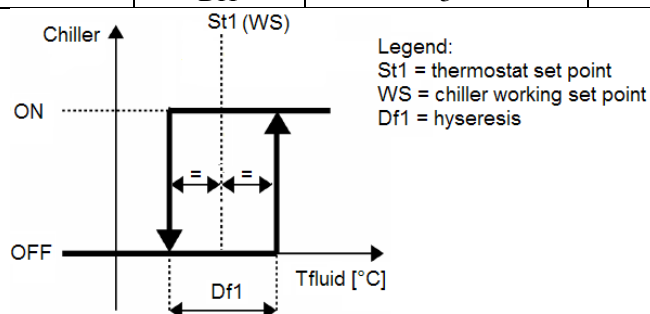 St1 (WS)
Chiller
Legend:
St1 = thermostat set point
WS = chiller working set point
Df1 = hyseresis
ON
= =
OFF
Tfluid [°C]
Df1